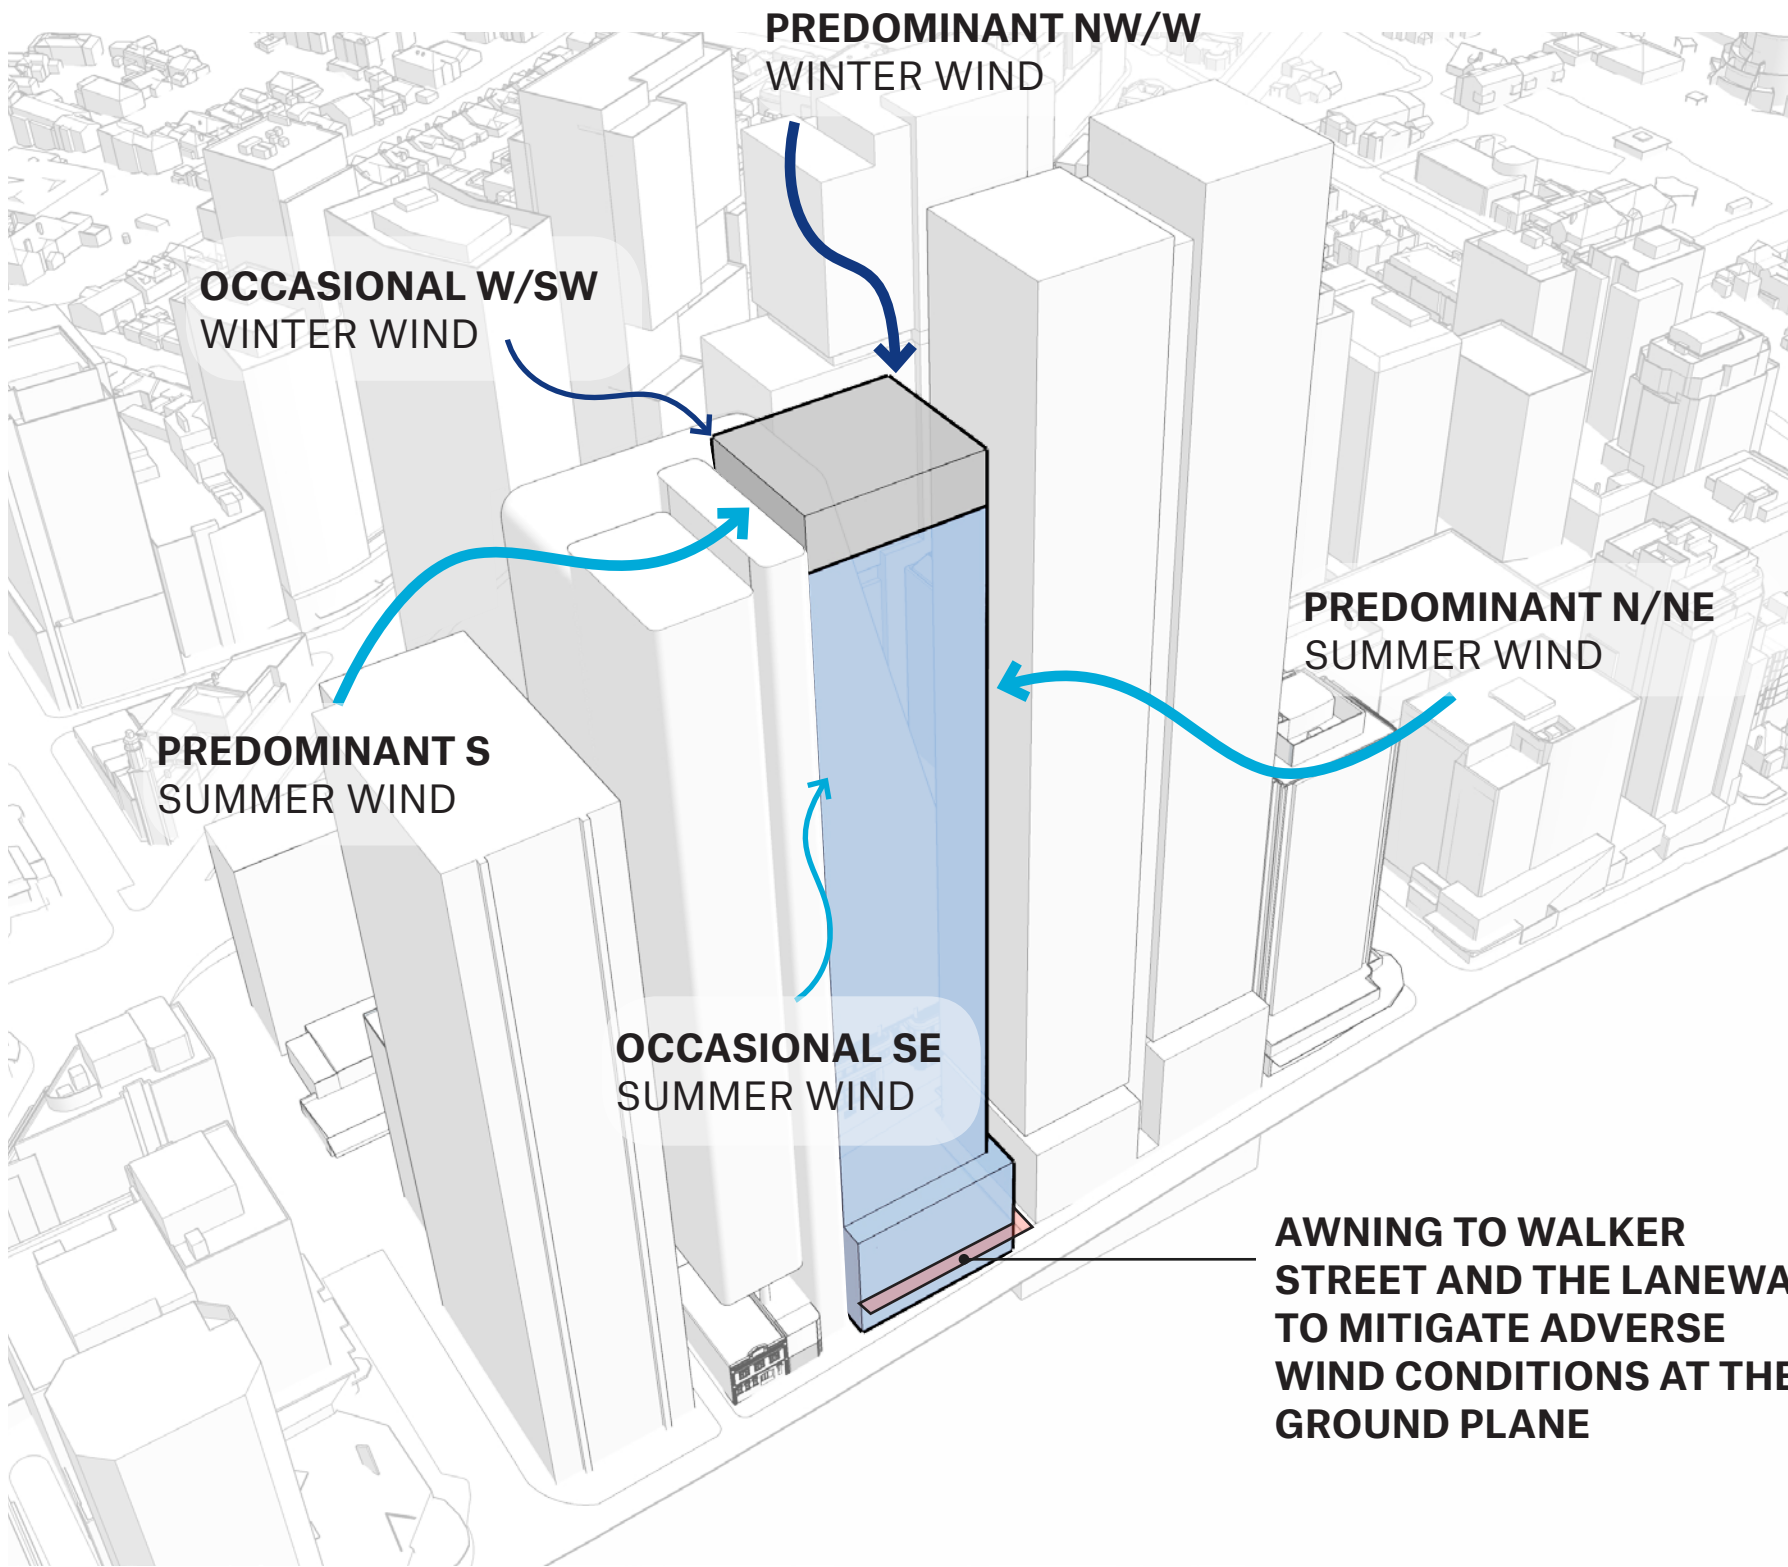 PREDOMINANT NW/W
WINTER WIND
OCCASIONAL W/SW
WINTER WIND
PREDOMINANT N/NE
SUMMER WIND
PREDOMINANT S
SUMMER WIND
OCCASIONAL SE
SUMMER WIND
AWNING TO WALKER
STREET AND THE LANEWA
TO MITIGATE ADVERSE
WIND CONDITIONS AT THE
GROUND PLANE